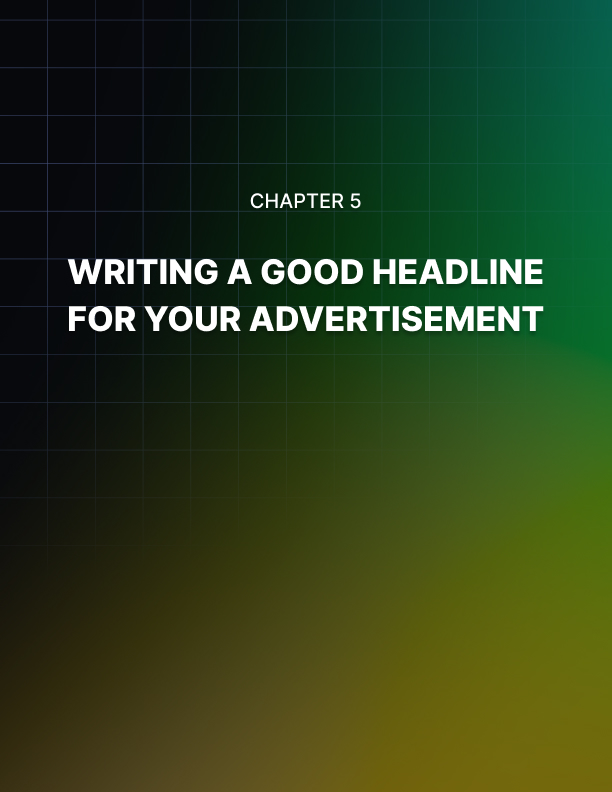 CHAPTER 5
WRITING A GOOD HEADLINE
FOR YOUR ADVERTISEMENT